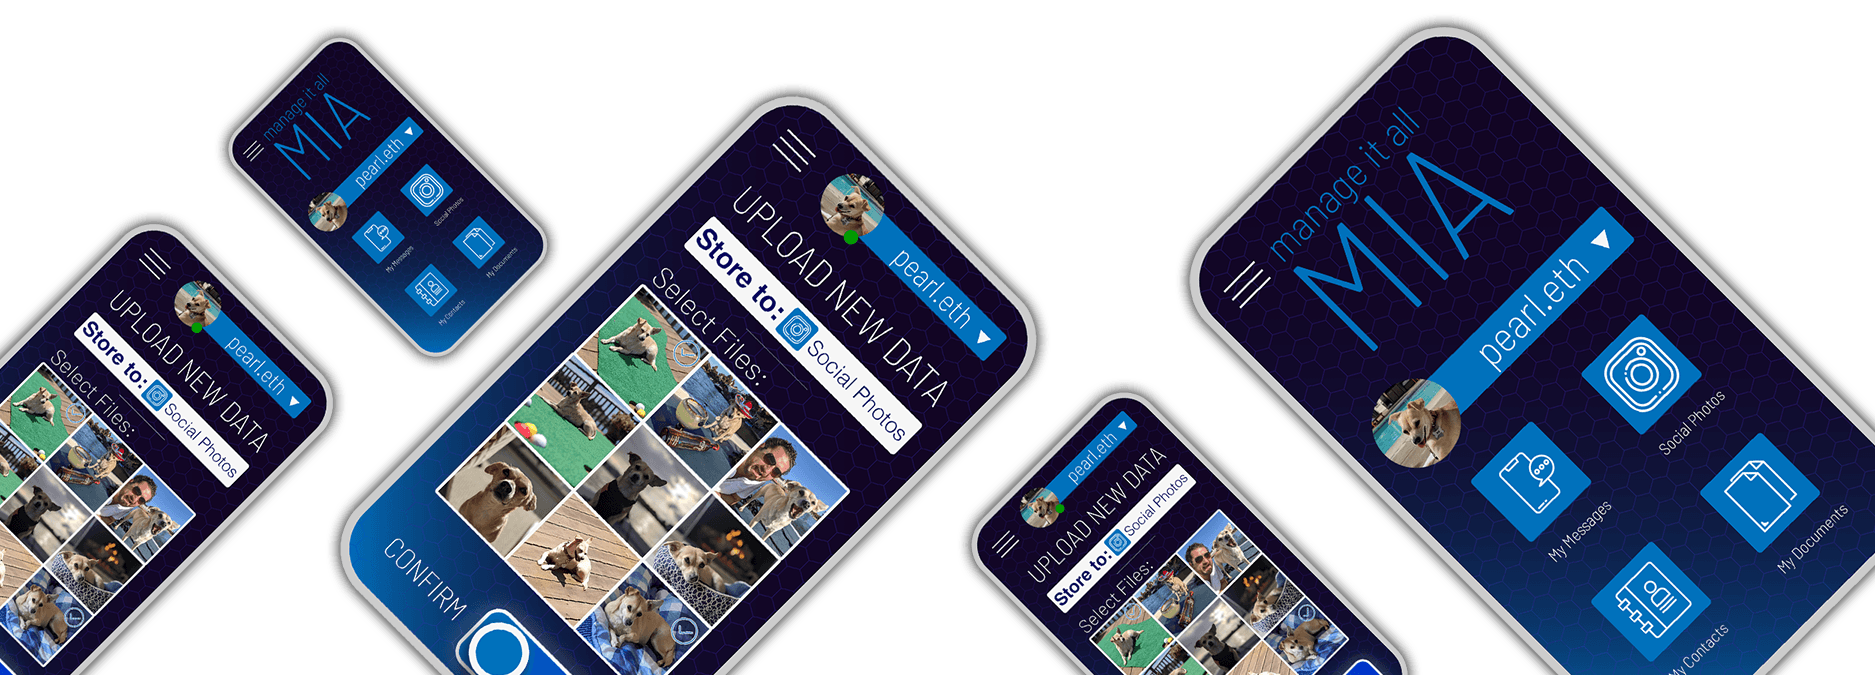 manage it all
MIA
pearl.eth
Social Photos
My Messages
My Documents
My Contacts
pearl.eth
UPLOAD NEW DATA
Store to: Social Photos
Select Files:
pearl.eth
UPLOAD NEW DATA
Store to: Social Photos
Select Files:
CONFIRM
pearl.eth
UPLOAD NEW DATA
Store to: Social Photos
Select Files:
manage it all
MIA
pearl.eth
Social Photos
My Messages
My Documents
My Contacts